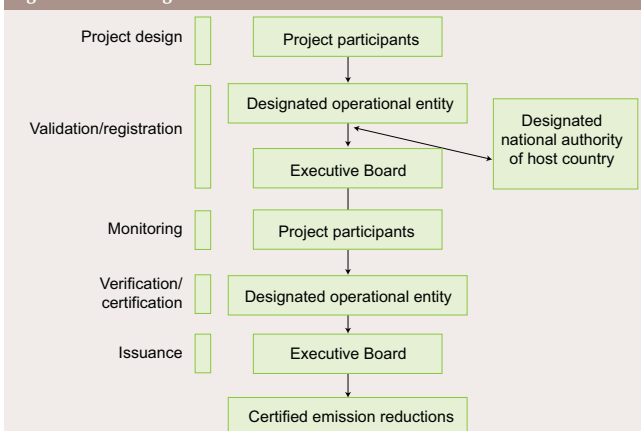 Project design
Project participants
Designated operational entity
Validation/registration
Designated
national authority
of host country
Executive Board
Monitoring
Project participants
Verification/
certification
Designated operational entity
Issuance
Executive Board
Certified emission reductions